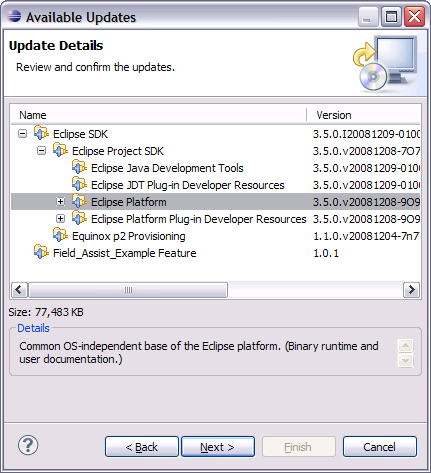 Available Updates
Update Details
Review and confirm the updates.
Name Version
Eclipse SDK 3.5.0.I20081209-0100
Eclipse Project SDK 3.5.0.v20081208-7O7
Eclipse Java Development Tools 3.5.0.v20081209-0100
Eclipse JDT Plug-in Developer Resources 3.5.0.v20081209-0100
Eclipse Platform 3.5.0.v20081208-9O9
Eclipse Platform Plug-in Developer Resources 3.5.0.v20081208-9O9
Equinox p2 Provisioning 1.1.0.v20081204-7n7
Field_Assist_Example Feature 1.0.1
Size: 77,483 KB
Details
Common OS-independent base of the Eclipse platform. (Binary runtime and
user documentation.)
? < Back Next > Finish Cancel